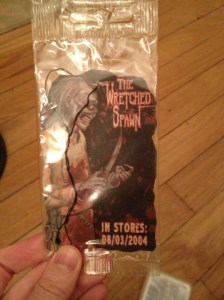 THE
WRETCHED
SPAWN
IN STORES:
08/03/2004